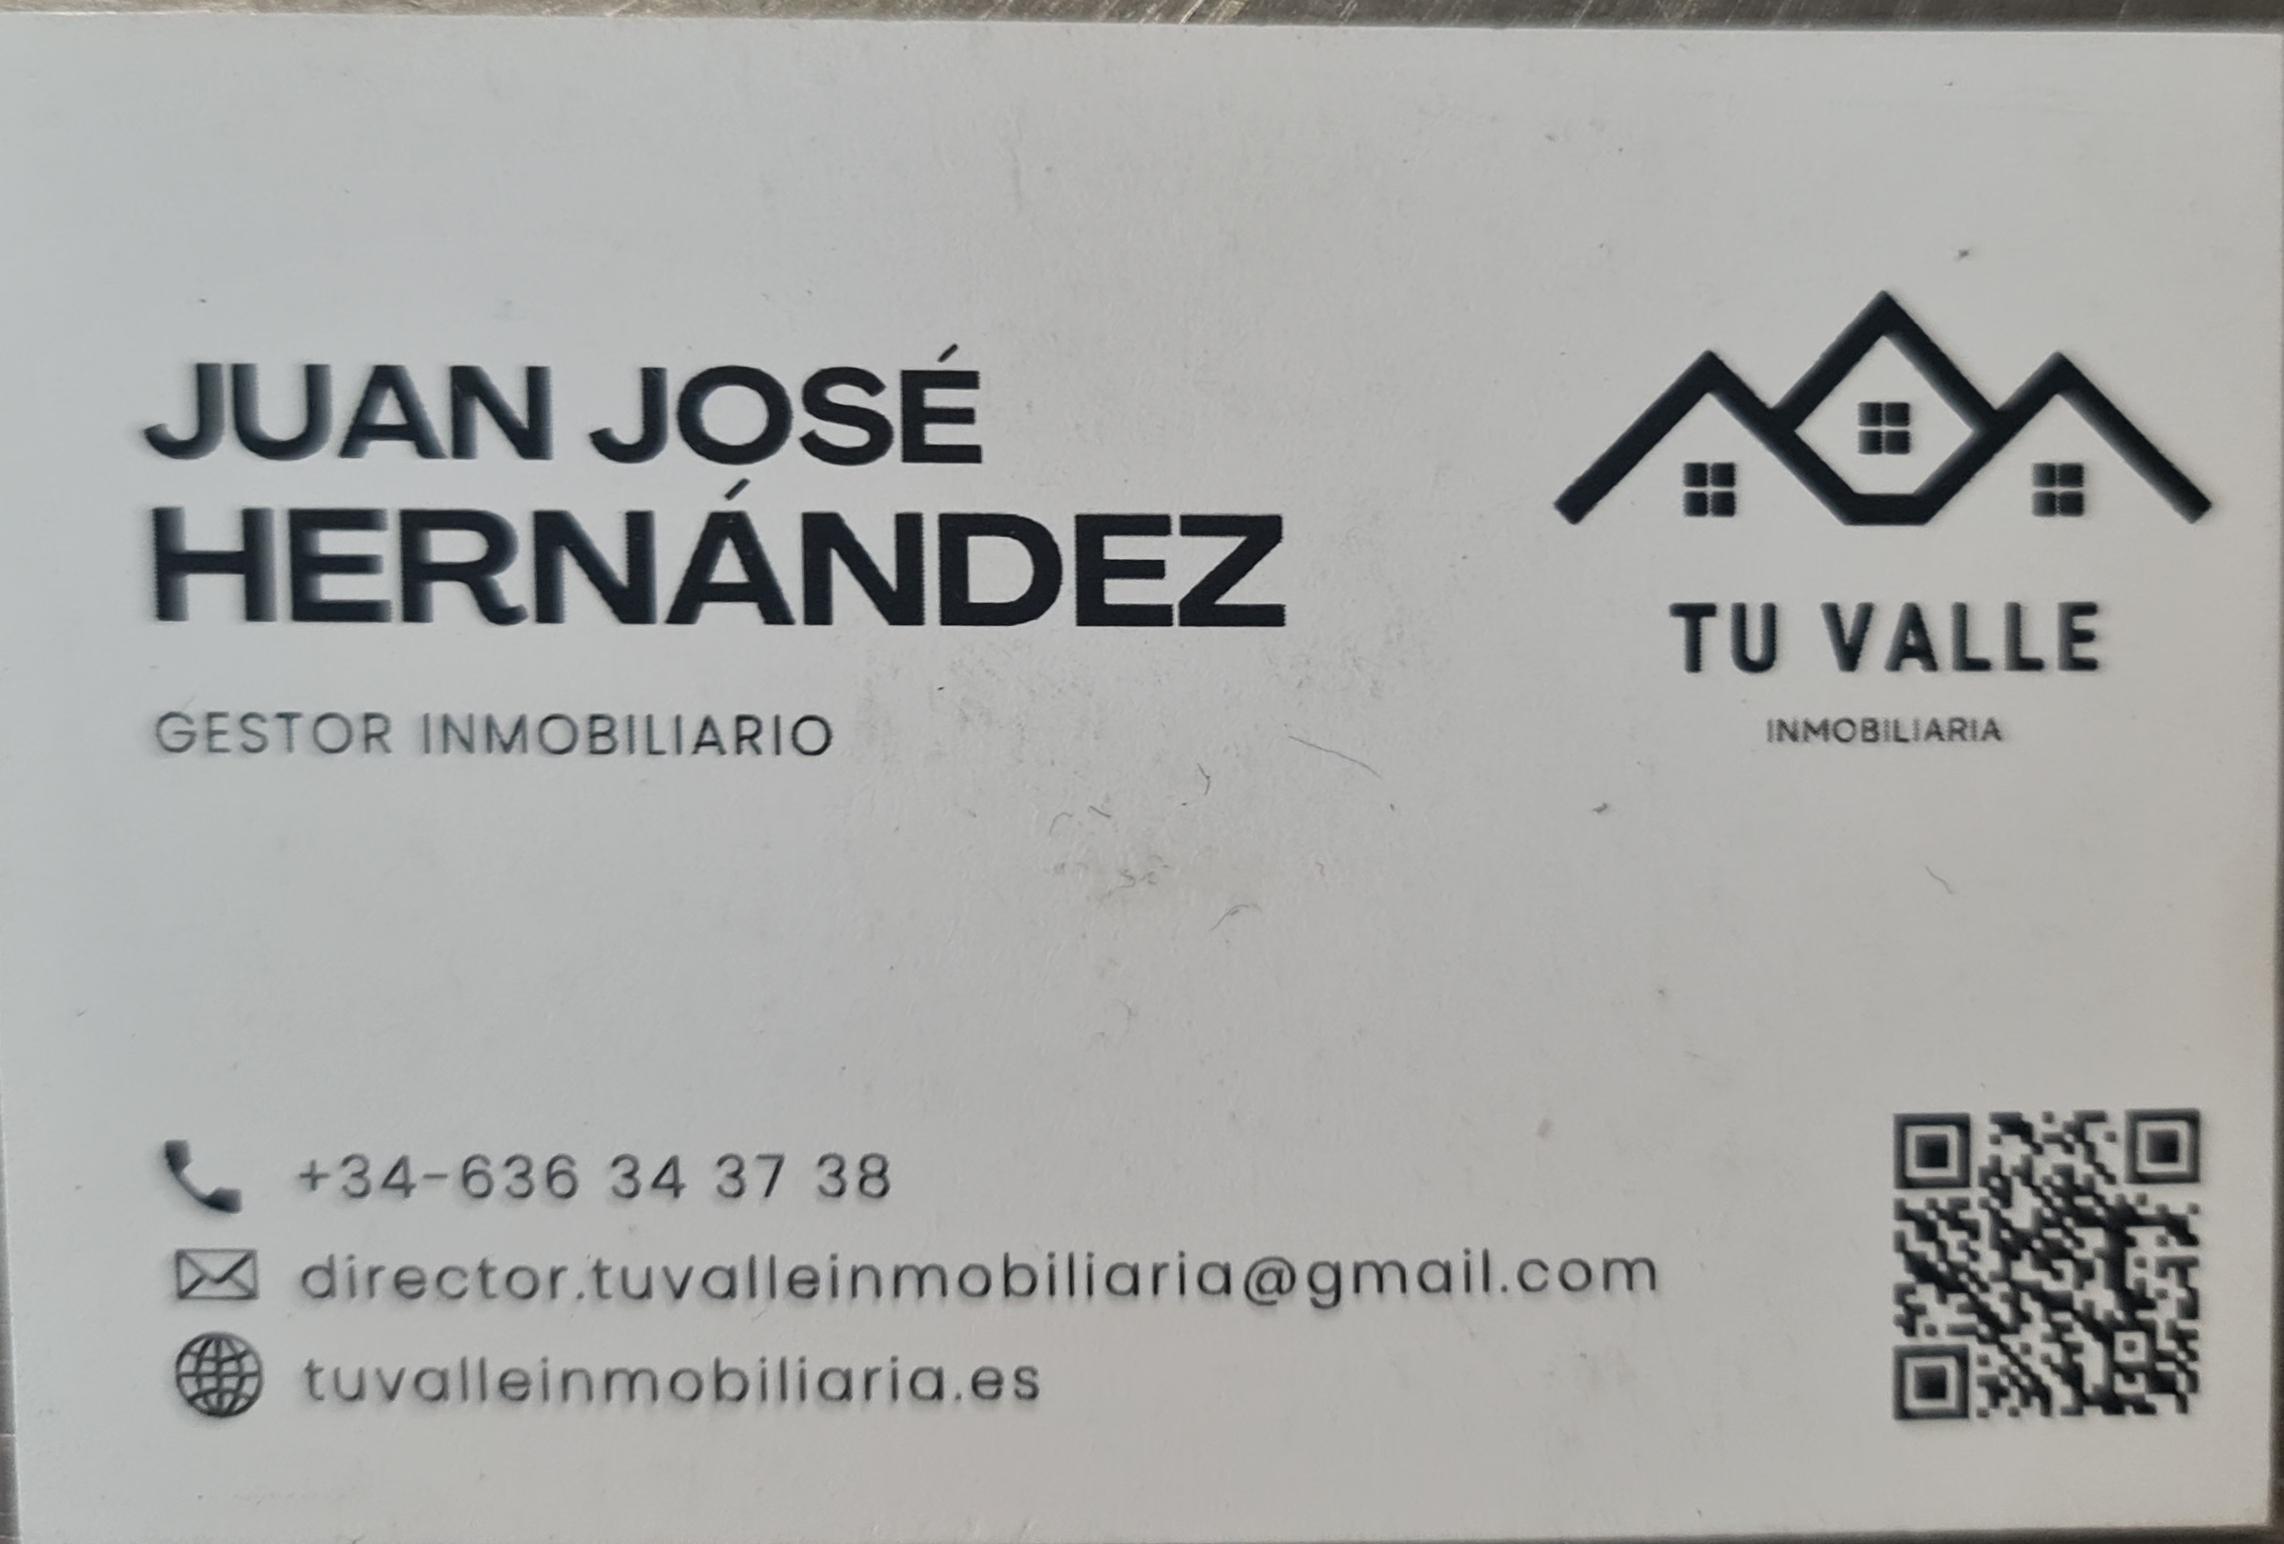 JUAN JOSÉ
HERNÁNDEZ
GESTOR INMOBILIARIO
TU VALLE
INMOBILIARIA
+34-636 34 37 38
director.tuvalleinmobiliaria@gmail.com
tuvalleinmobiliaria.es